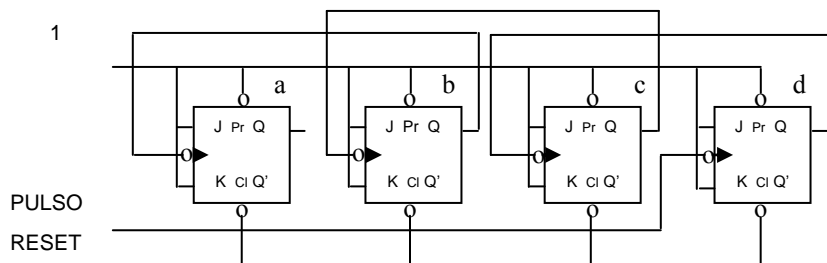 1
a b c d
J Pr Q J Pr Q J Pr Q J Pr Q
K Cl Q' K Cl Q' K Cl Q' K Cl Q'
PULSO
RESET